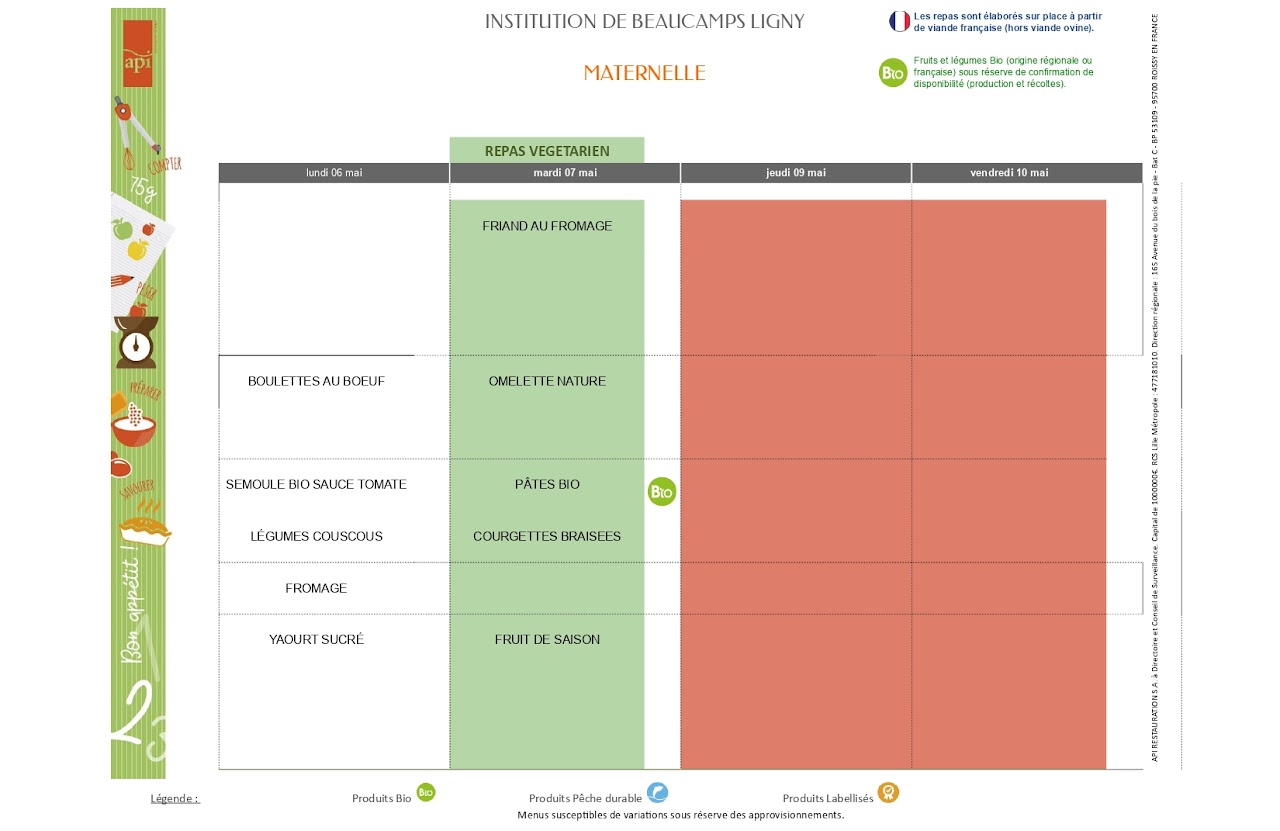 INSTITUTION DE BEAUCAMPS LIGNY
MATERNELLE
Les repas sont élaborés sur place à partir
de viande française (hors viande ovine).
BIO
Fruits et légumes Bio (origine régionale ou
française) sous réserve de confirmation de
disponibilité (production et récoltes).
api
COMPTER
75g
PESER
PRÉPARER
SAVOURER
Bon appétit !
2
3
REPAS VEGETARIEN
lundi 06 mai
mardi 07 mai
jeudi 09 mai
vendredi 10 mai
FRIAND AU FROMAGE
BOULETTES AU BOEUF
OMELETTE NATURE
SEMOULE BIO SAUCE TOMATE
PÂTES BIO
BIO
LÉGUMES COUSCOUS
COURGETTES BRAISEES
FROMAGE
YAOURT SUCRÉ
FRUIT DE SAISON
API RESTAURATION S.A. à Directoire et Conseil de Surveillance. Capital de 1000000€. RCS Lille Métropole : 477181010. Direction régionale : 165 Avenue du bois de la pie - Bat C - BP 53109 - 95700 ROISSY EN FRANCE
Légende :
Produits Bio BIO
Produits Pêche durable
Produits Labellisés
Menus susceptibles de variations sous réserve des approvisionnements.